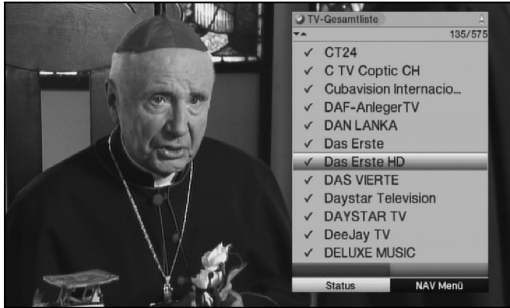 TV-Gesamtliste
135/575
CT24
C TV Coptic CH
Cubavision Internacio...
DAF-AnlegerTV
DAN LANKA
Das Erste
Das Erste HD
DAS VIERTE
Daystar Television
DAYSTAR TV
DeeJay TV
DELUXE MUSIC
Status
NAV Menü